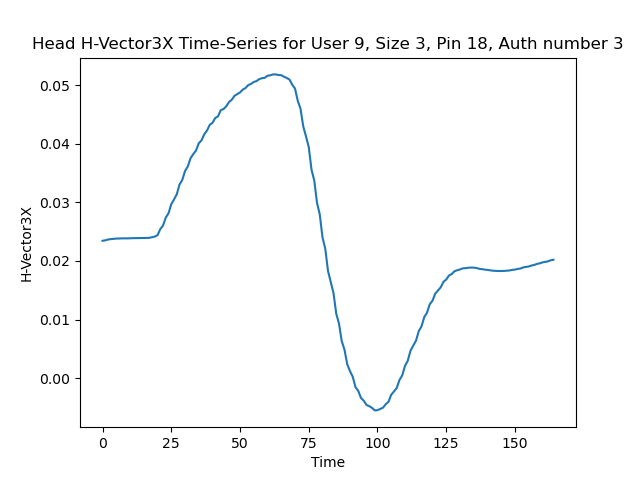 Head H-Vector3X Time-Series for User 9, Size 3, Pin 18, Auth number 3
H-Vector3X
0.05
0.04
0.03
0.02
0.01
0.00
0 25 50 75 100 125 150
Time